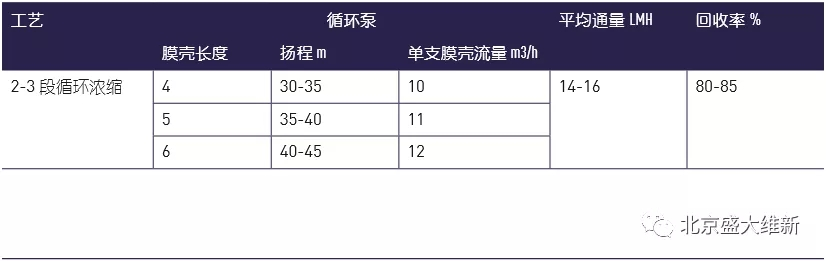 工艺 循环泵 平均通量 LMH 回收率 %
膜壳长度 扬程 m 单支膜壳流量 m3/h
2-3 段循环浓缩 4 30-35 10 14-16 80-85
5 35-40 11
6 40-45 12
北京盛大维新